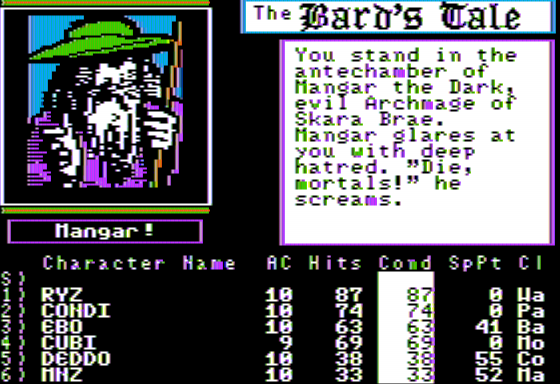 The Bard's Tale
You stand in the
antechamber of
Mangar the Dark,
evil Archmage of
Skara Brae.
Mangar glares at
you with deep
hatred. "Die,
mortals!" he
screams.
Mangar!
Character Name AC Hits Cond SpPt Cl
S)
1) RYZ 10 87 87 0 Wa
2) CONDI 10 74 74 0 Pa
3) EBO 10 63 63 41 Ba
4) CUBI 9 69 69 0 Mo
5) DEDDO 10 38 38 55 Co
6) MNZ 10 33 33 52 Ma